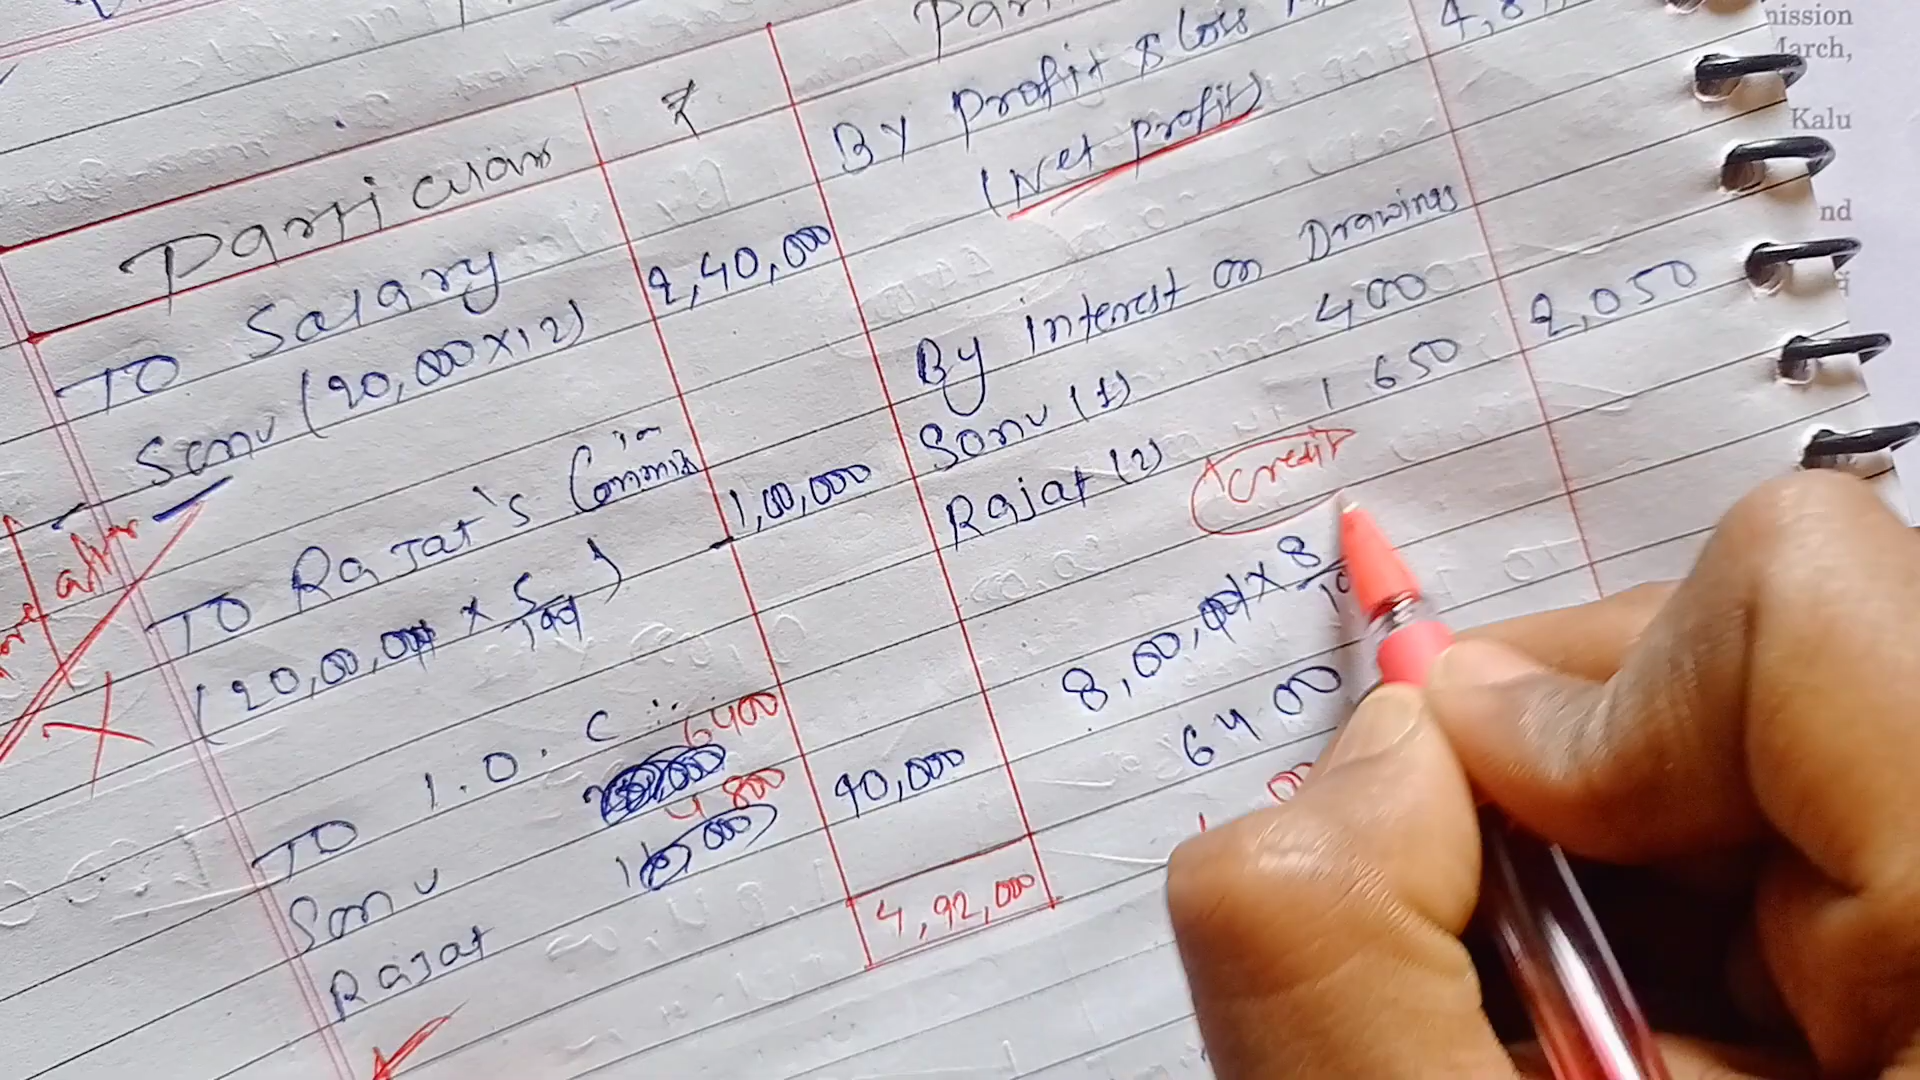 Particulars ₹
To Salary
Sonu (20,000×12) 2,40,000
To Rajat's Commission 1,00,000
(20,00,000 × 5/100)
To I.O.C :-
Sonu 6400
Rajat 4800 90,000
4,92,000
after
By Profit & Loss
(Net profit)
By Interest on Drawings
Sonu (1) 400
Rajat (2) 1650 2,050
credit
8,00,000 × 8
6400
nission
March,
Kalu
nd